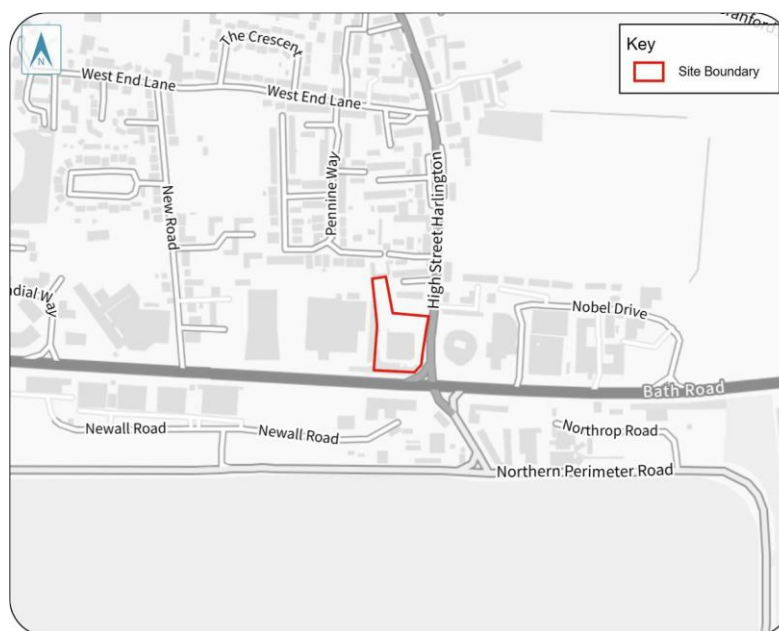 The Crescent
West End Lane
West End Lane
Key
Site Boundary
N
Pennine Way
New Road
High Street Harlington
Nobel Drive
Bath Road
Newall Road
Newall Road
Northrop Road
Northern Perimeter Road